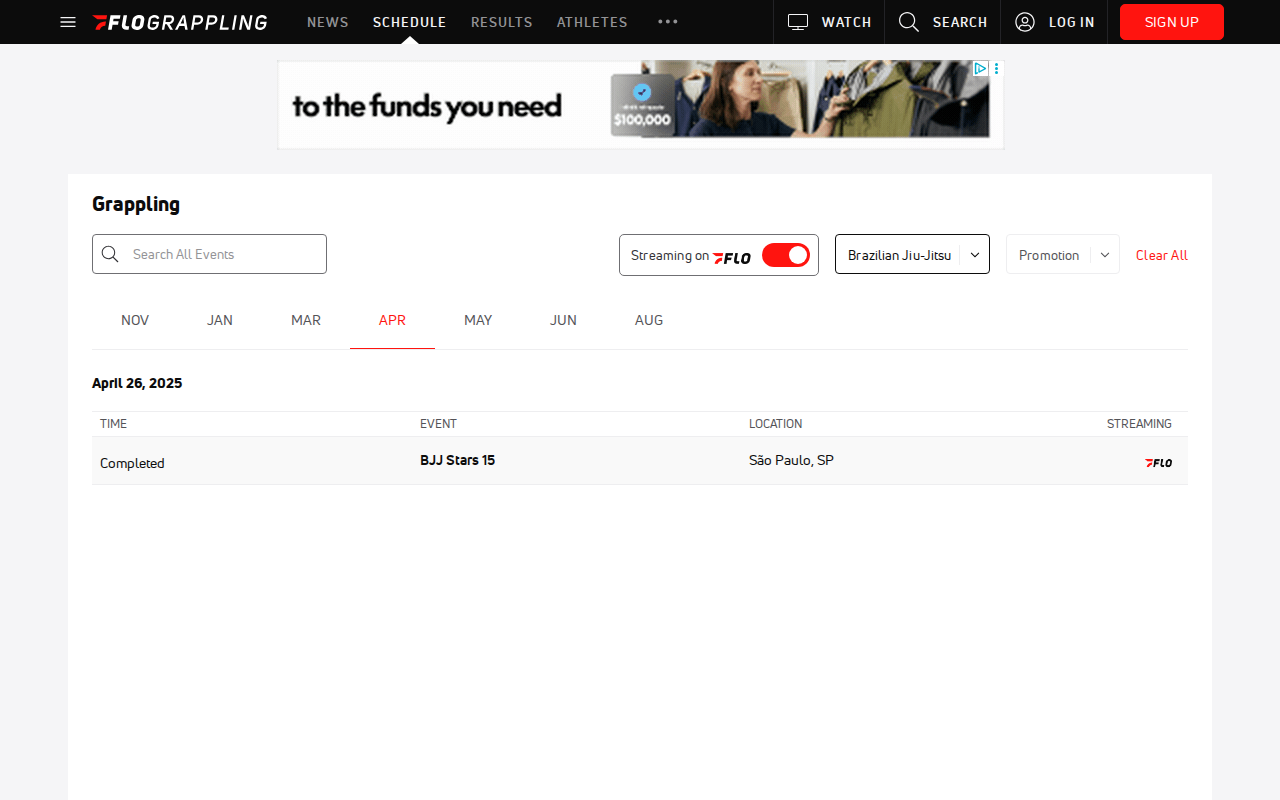 FLOGRAPPLING NEWS SCHEDULE RESULTS ATHLETES WATCH SEARCH LOG IN SIGN UP
to the funds you need
$100,000
Grappling
Search All Events Streaming on FLO Brazilian Jiu-Jitsu Promotion Clear All
NOV JAN MAR APR MAY JUN AUG
April 26, 2025
TIME EVENT LOCATION STREAMING
Completed BJJ Stars 15 São Paulo, SP FLO